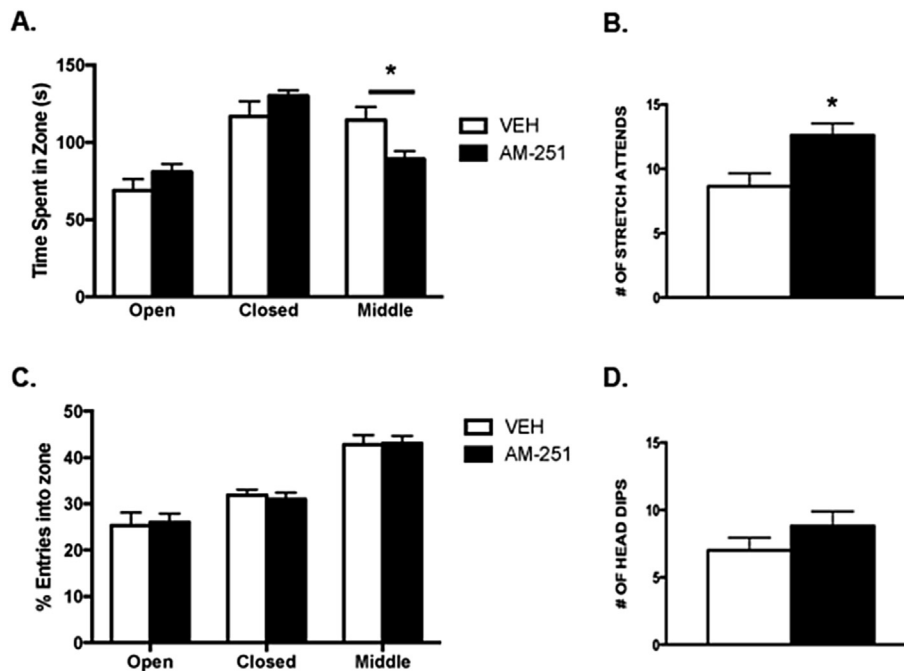 A.
Time Spent in Zone (s)
150
100
50
0
Open Closed Middle
*
VEH
AM-251
B.
# OF STRETCH ATTENDS
15
10
5
0
*
C.
% Entries into zone
50
40
30
20
10
0
Open Closed Middle
VEH
AM-251
D.
# OF HEAD DIPS
15
10
5
0